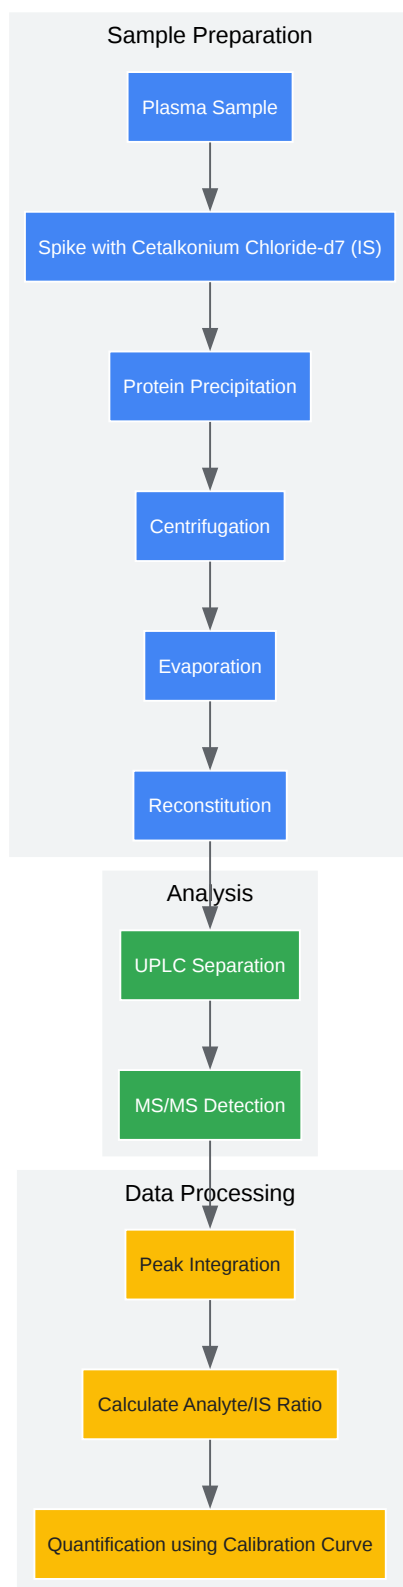 Sample Preparation
Plasma Sample
Spike with Cetalkonium Chloride-d7 (IS)
Protein Precipitation
Centrifugation
Evaporation
Reconstitution
Analysis
UPLC Separation
MS/MS Detection
Data Processing
Peak Integration
Calculate Analyte/IS Ratio
Quantification using Calibration Curve